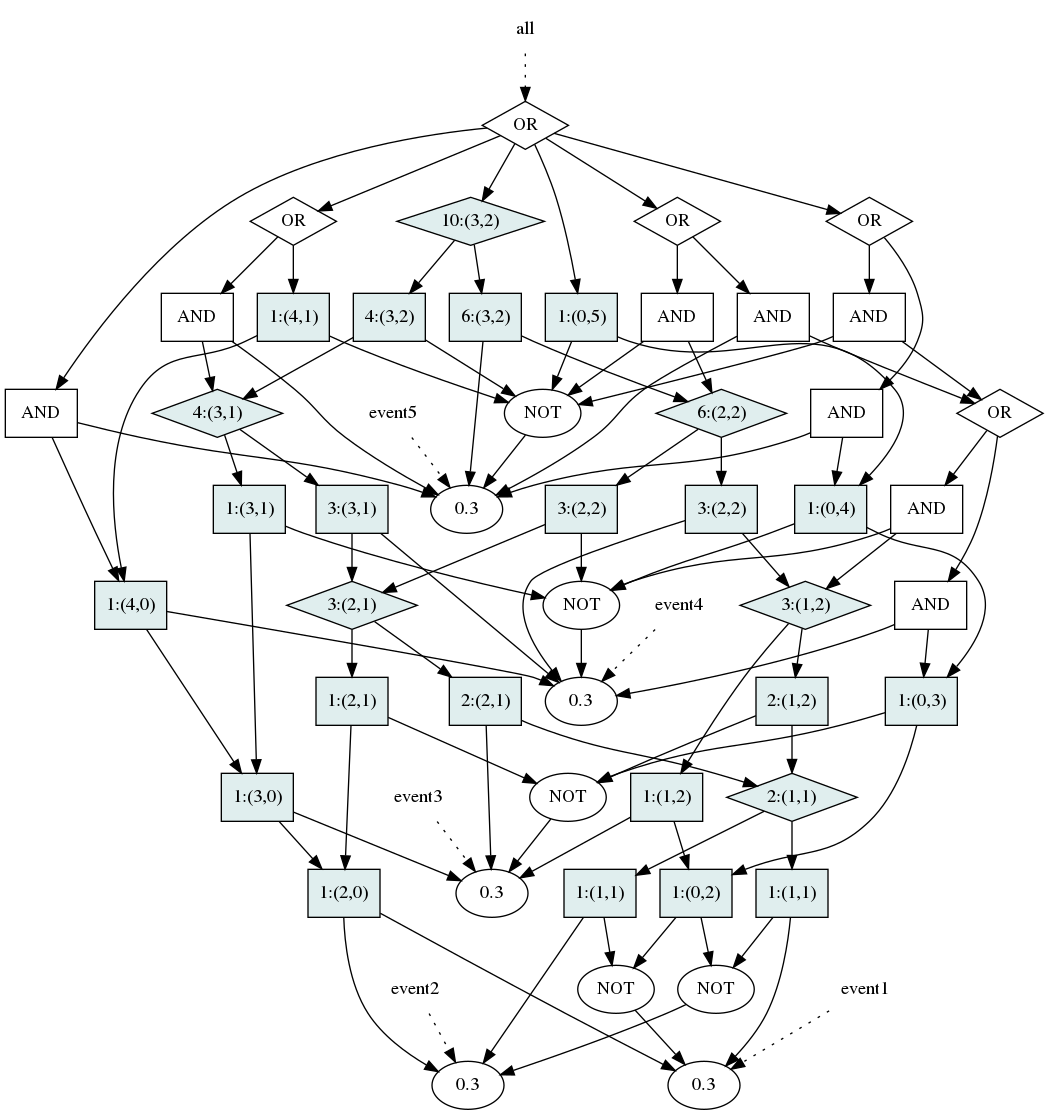 all
OR
OR
10:(3,2)
OR
OR
AND
1:(4,1)
4:(3,2)
6:(3,2)
1:(0,5)
AND
AND
AND
AND
4:(3,1)
event5
NOT
6:(2,2)
AND
OR
1:(3,1)
3:(3,1)
0.3
3:(2,2)
3:(2,2)
1:(0,4)
AND
1:(4,0)
3:(2,1)
NOT
event4
3:(1,2)
AND
1:(2,1)
2:(2,1)
0.3
2:(1,2)
1:(0,3)
1:(3,0)
event3
NOT
1:(1,2)
2:(1,1)
1:(2,0)
0.3
1:(1,1)
1:(0,2)
1:(1,1)
event2
NOT
NOT
event1
0.3
0.3